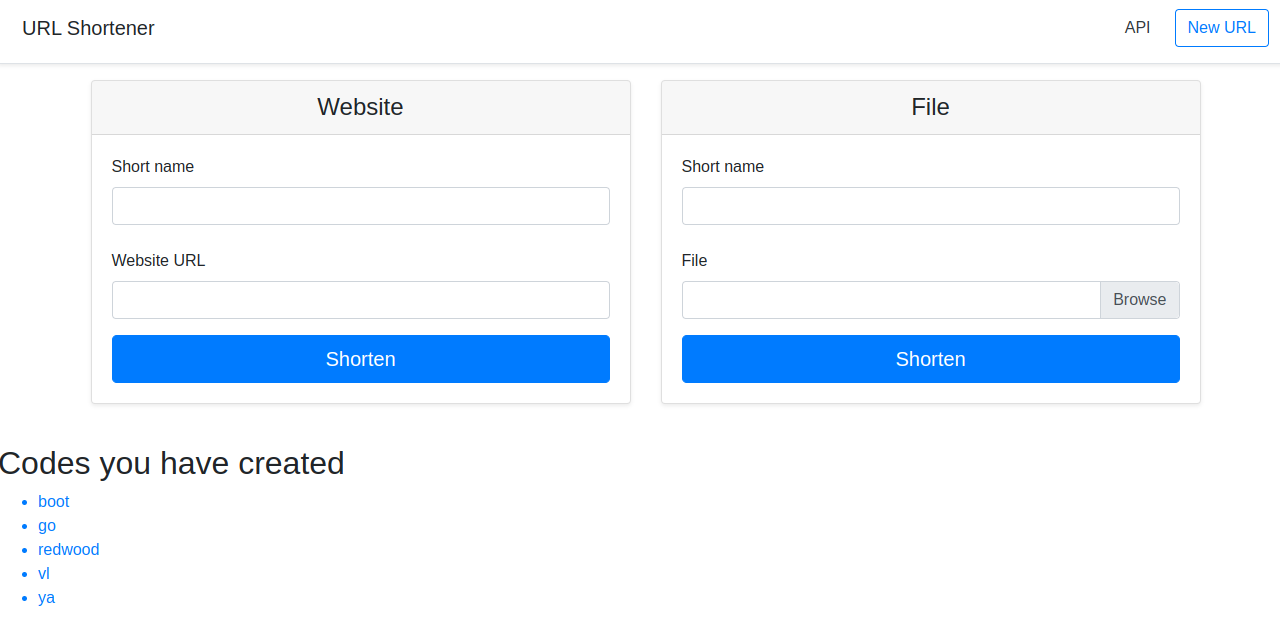 URL Shortener
API
New URL
Website
Short name
Website URL
Shorten
File
Short name
File
Browse
Shorten
Codes you have created
boot
go
redwood
vl
ya